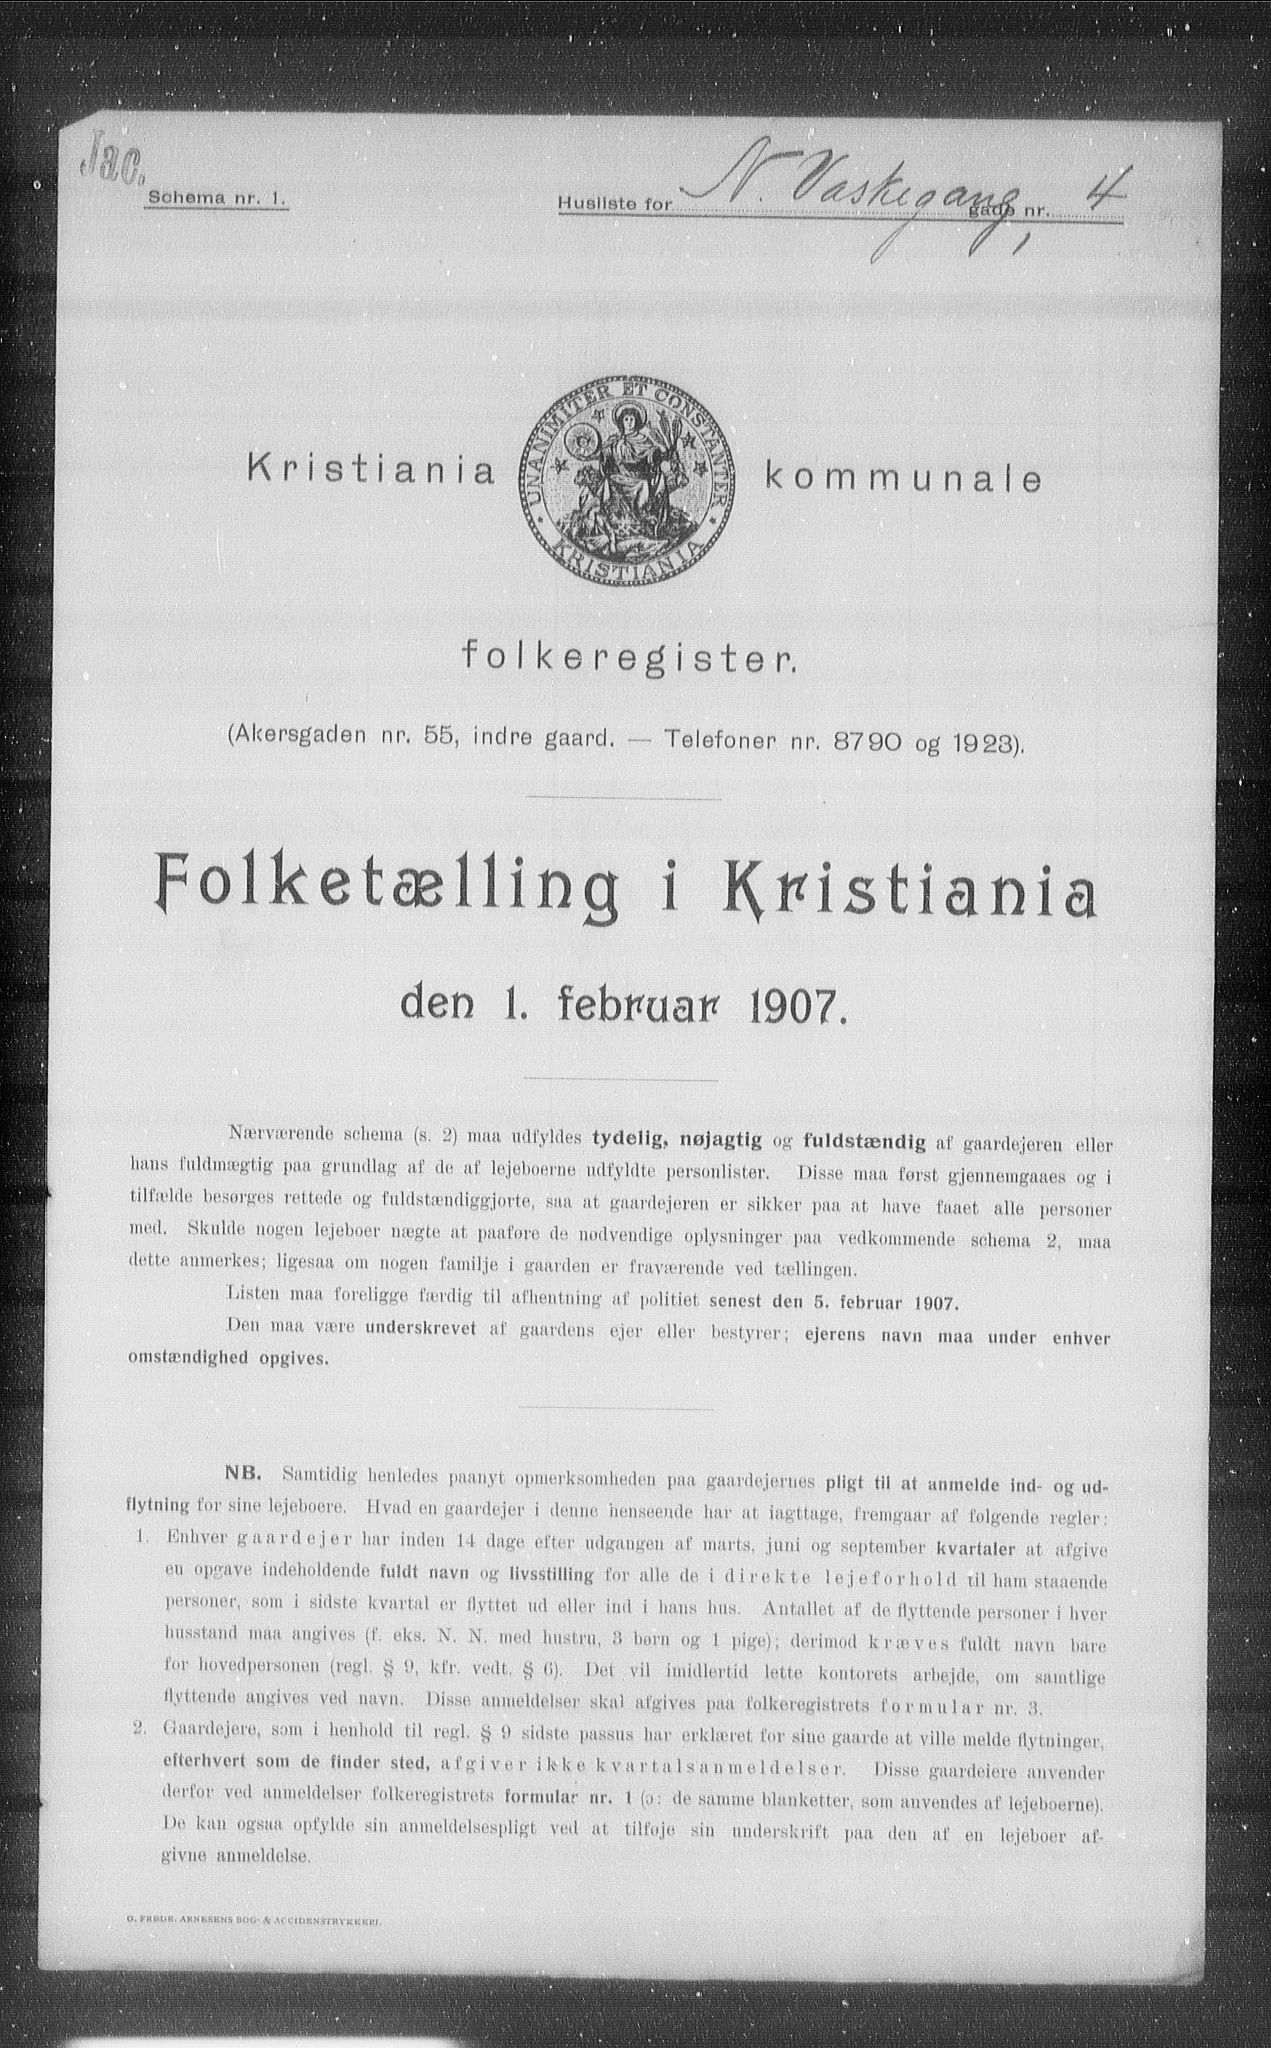 Jac.
Schema nr. 1.
Husliste for N. Vaskegang, gade nr. 4
UNANIMITER ET CONSTANTER
KRISTIANIA
Kristiania kommunale
folkeregister.
(Akersgaden nr. 55, indre gaard. — Telefoner nr. 8790 og 1923).
Folketælling i Kristiania
den 1. februar 1907.
Nærværende schema (s. 2) maa udfyldes tydelig, nøjagtig og fuldstændig af gaardejeren eller
hans fuldmægtig paa grundlag af de af lejeboerne udfyldte personlister. Disse maa først gjennemgaaes og i
tilfælde besørges rettede og fuldstændiggjorte, saa at gaardejeren er sikker paa at have faaet alle personer
med. Skulde nogen lejeboer nægte at paaføre de nødvendige oplysninger paa vedkommende schema 2, maa
dette anmerkes; ligesaa om nogen familje i gaarden er fraværende ved tællingen.
Listen maa foreligge færdig til afhentning af politiet senest den 5. februar 1907.
Den maa være underskrevet af gaardens ejer eller bestyrer; ejerens navn maa under enhver
omstændighed opgives.
NB. Samtidig henledes paanyt opmerksomheden paa gaardejernes pligt til at anmelde ind- og ud-
flytning for sine lejeboere. Hvad en gaardejer i denne henseende har at iagttage, fremgaar af følgende regler:
1. Enhver gaardejer har inden 14 dage efter udgangen af marts, juni og september kvartaler at afgive
en opgave indeholdende fuldt navn og livsstilling for alle de i direkte lejeforhold til ham staaende
personer, som i sidste kvartal er flyttet ud eller ind i hans hus. Antallet af de flyttende personer i hver
husstand maa angives (f. eks. N. N. med hustru, 3 børn og 1 pige); derimod kræves fuldt navn bare
for hovedpersonen (regl. § 9, kfr. vedt. § 6). Det vil imidlertid lette kontorets arbejde, om samtlige
flyttende angives ved navn. Disse anmeldelser skal afgives paa folkeregistrets formular nr. 3.
2. Gaardejere, som i henhold til regl. § 9 sidste passus har erklæret for sine gaarde at ville melde flytninger,
efterhvert som de finder sted, afgiver ikke kvartalsanmeldelser. Disse gaardeiere anvender
derfor ved anmeldelser folkeregistrets formular nr. 1 (ɔ: de samme blanketter, som anvendes af lejeboerne).
De kan ogsaa opfylde sin anmeldelsespligt ved at tilføje sin underskrift paa den af en lejeboer af-
givne anmeldelse.
O. FREDR. ARNESENS BOG- & ACCIDENSTRYKKERI.